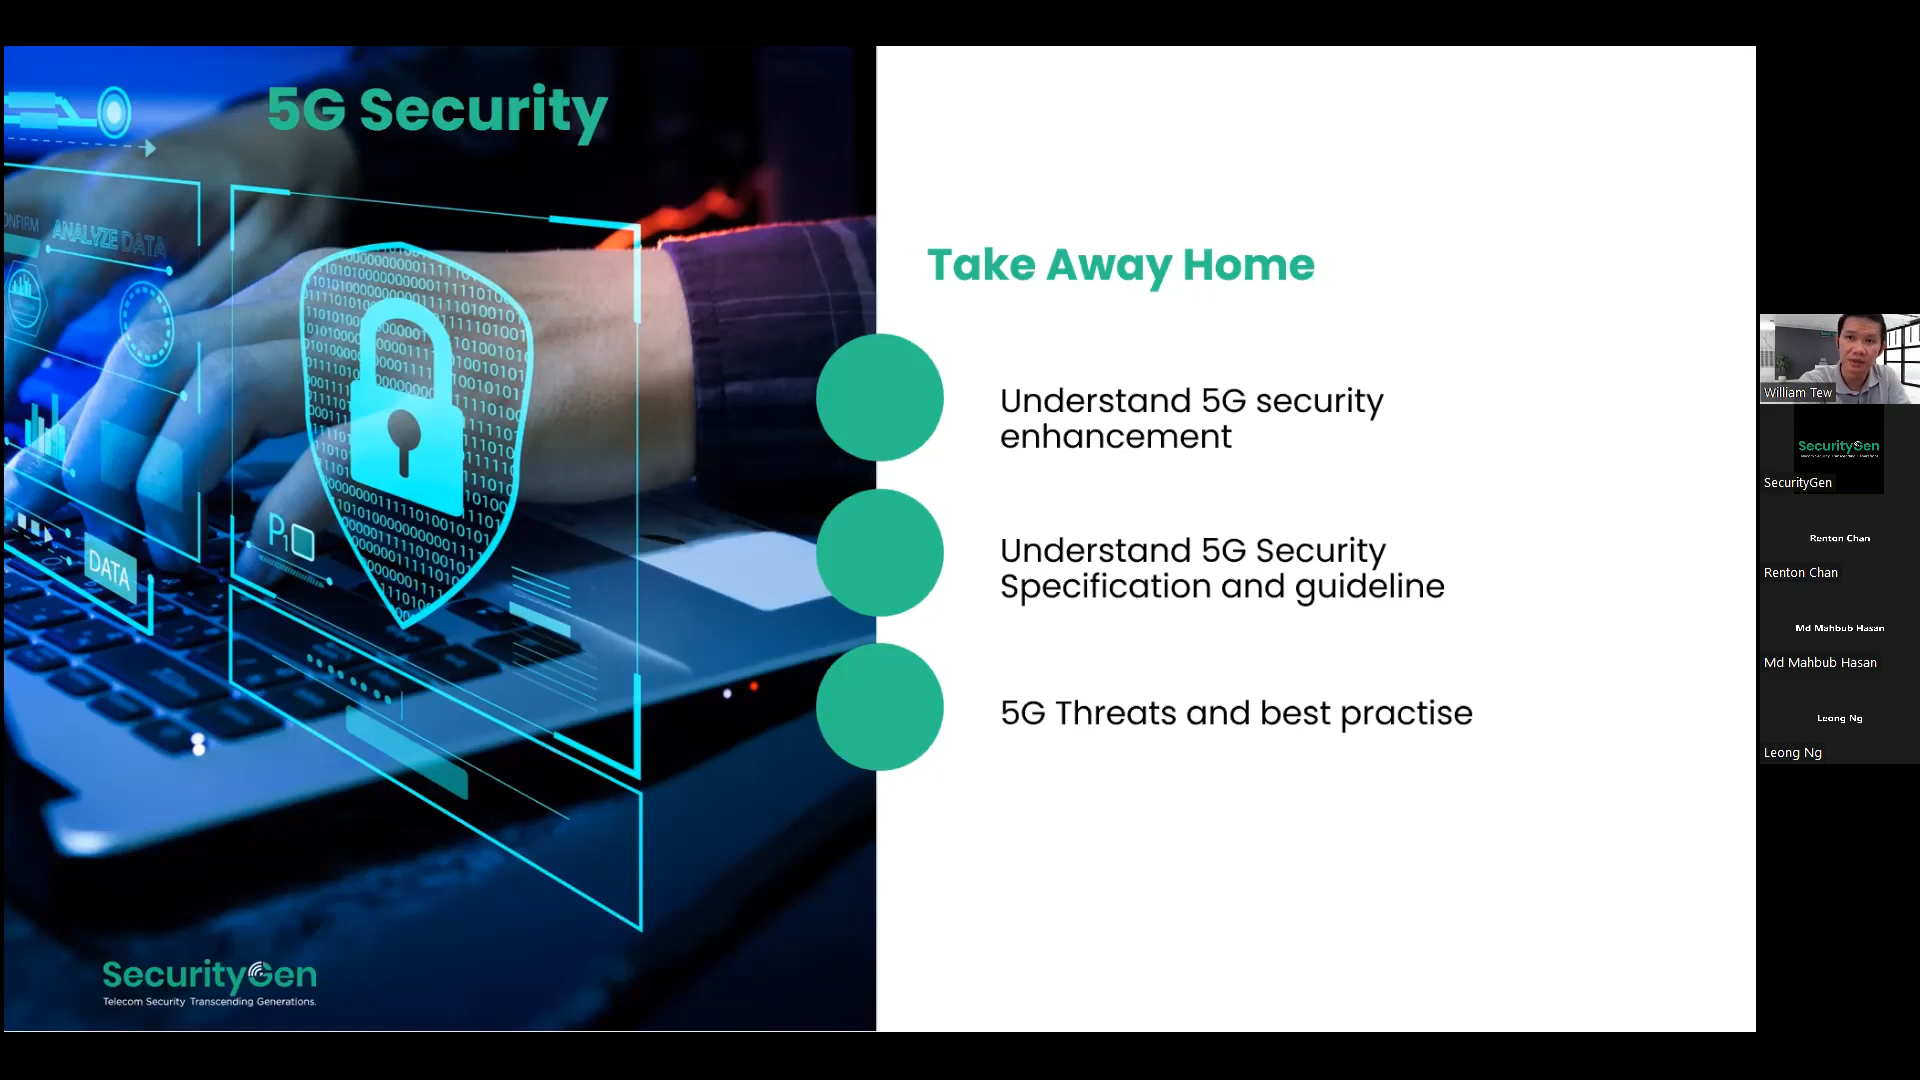 5G Security
ANALYZE DATA
P1
DATA
SecurityGen
Telecom Security Transcending Generations.
Take Away Home
Understand 5G security
enhancement
Understand 5G Security
Specification and guideline
5G Threats and best practise
William Tew
SecurityGen
SecurityGen
Renton Chan
Renton Chan
Md Mahbub Hasan
Md Mahbub Hasan
Leong Ng
Leong Ng